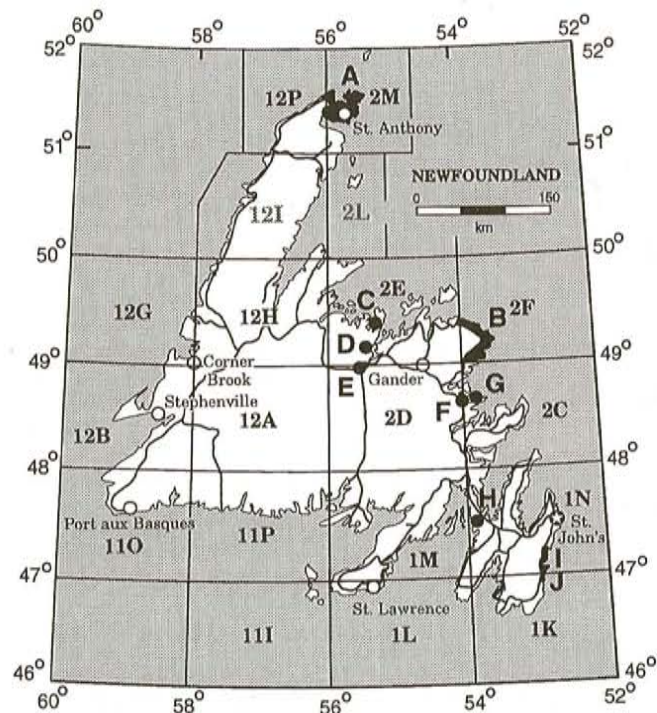 60° 58° 56° 54° 52°
52° 52°
A
12P 2M
St. Anthony
51° 51°
NEWFOUNDLAND
0 150
km
12I 2L
50° 50°
2E
12G 12H C 2F
B
D
49° 49°
Corner
Brook
E Gander
G
Stephenville
F
12B 12A 2D 2C
48° 48°
H 1N
Port aux Basques
St.
John's
11O 11P 1M
I
47° 47°
J
St. Lawrence
11I 1L 1K
46° 46°
60° 58° 56° 54° 52°